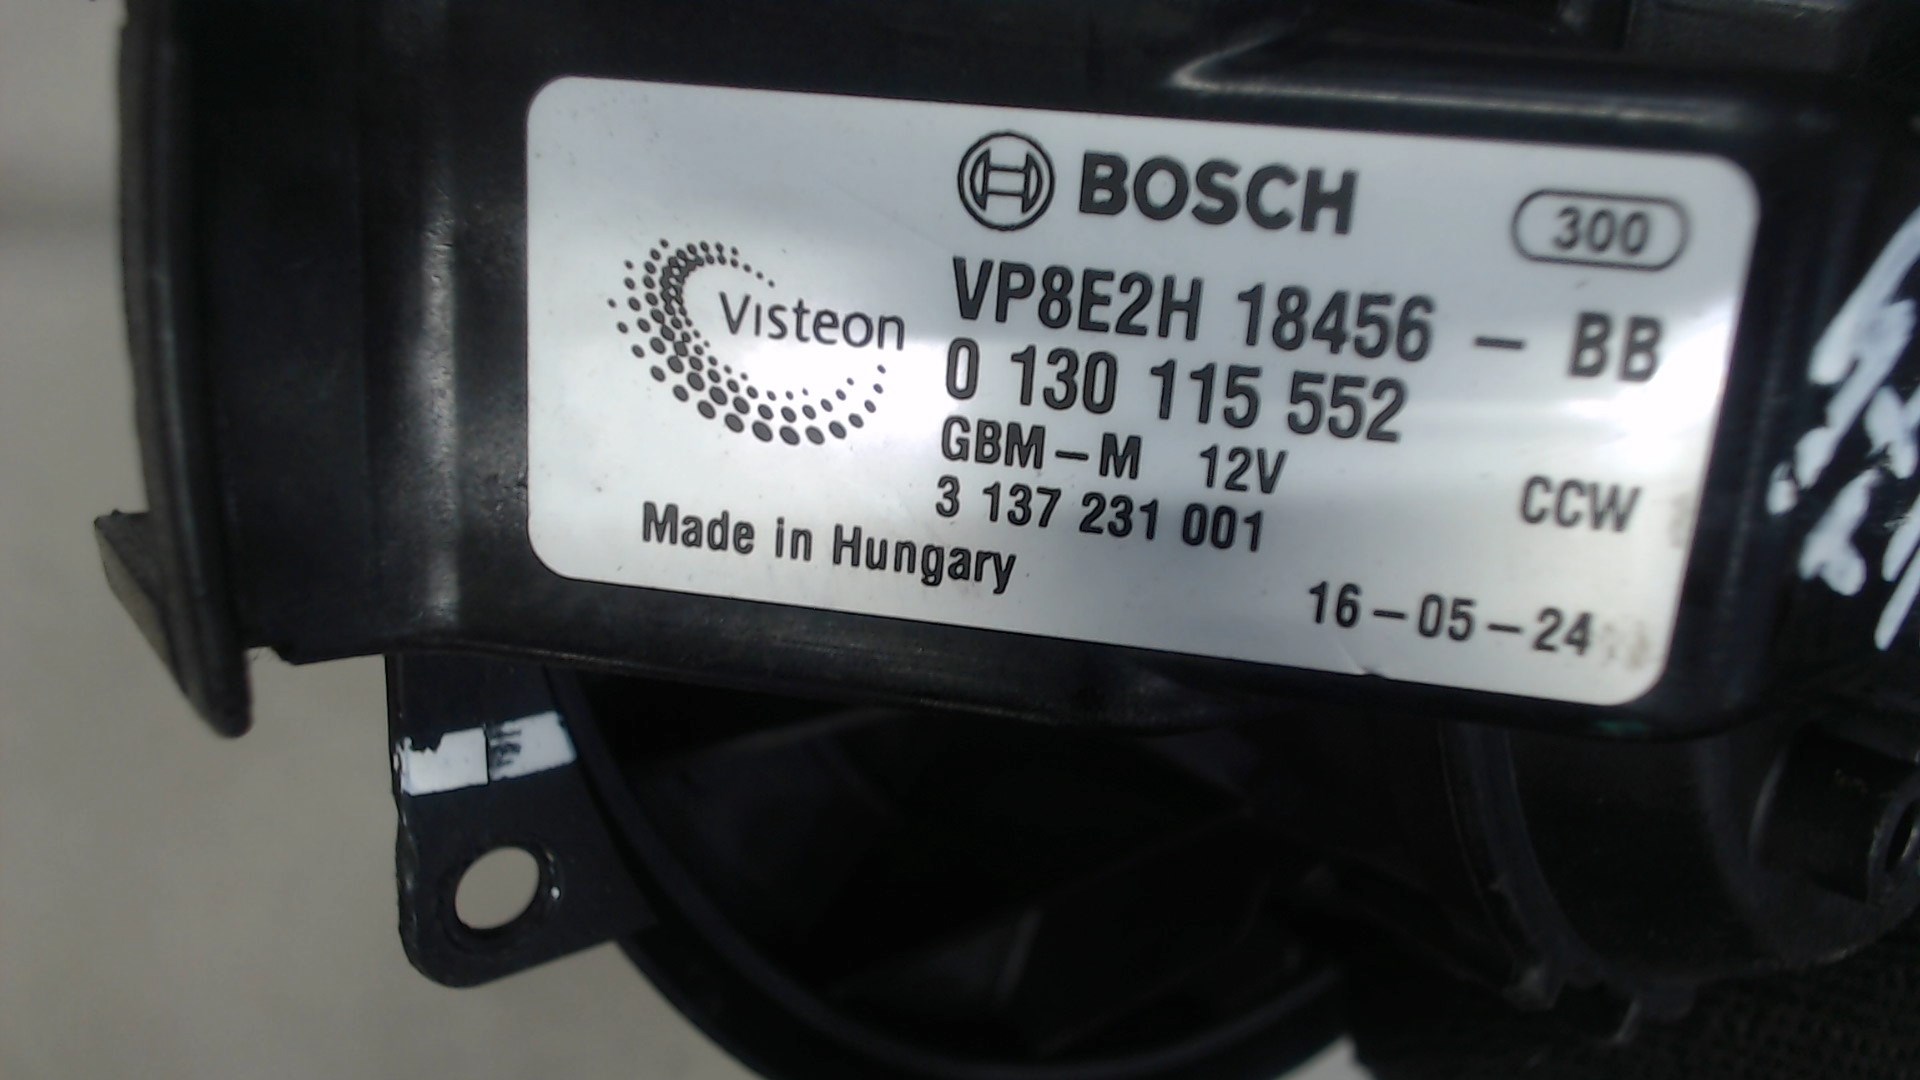 BOSCH
300
Visteon
VP8E2H 18456 - BB
0 130 115 552
GBM-M 12V
3 137 231 001
CCW
Made in Hungary
16-05-24